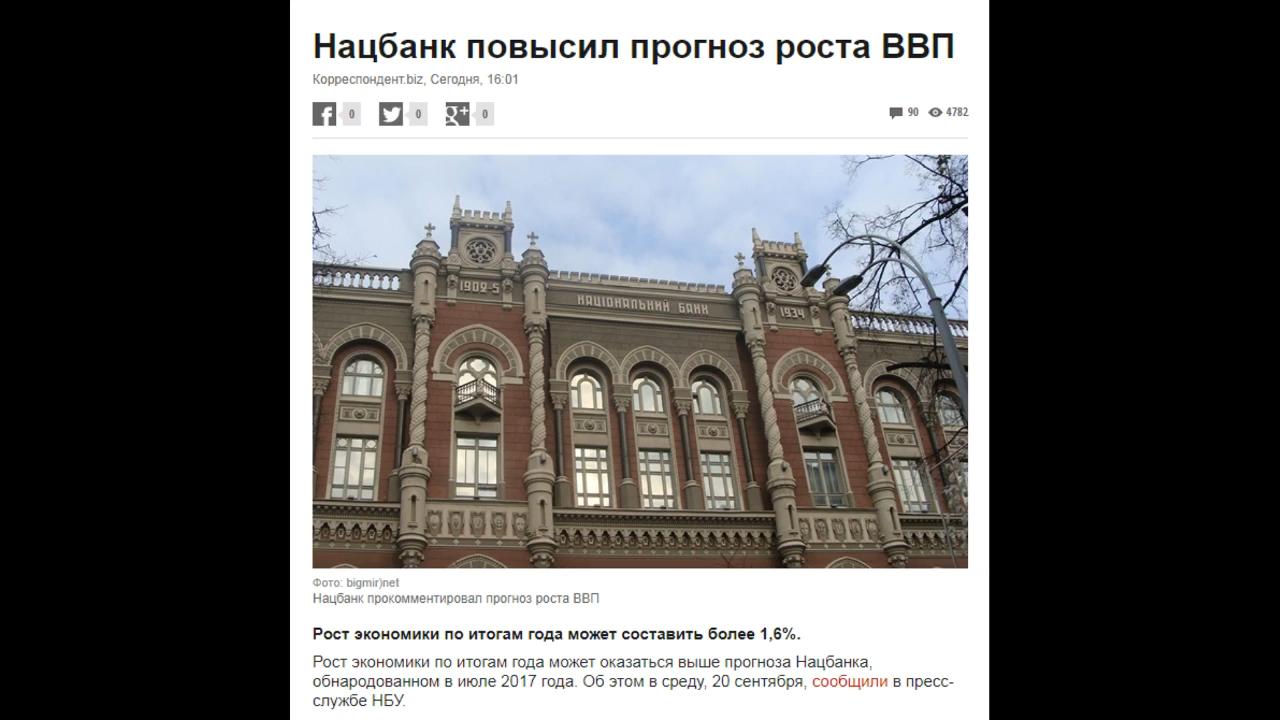 Нацбанк повысил прогноз роста ВВП
Корреспондент.biz, Сегодня, 16:01
f 0 0 g+ 0 90 4782
1902-5
НАЦІОНАЛЬНИЙ БАНК
1934
Фото: bigmir)net
Нацбанк прокомментировал прогноз роста ВВП
Рост экономики по итогам года может составить более 1,6%.
Рост экономики по итогам года может оказаться выше прогноза Нацбанка,
обнародованном в июле 2017 года. Об этом в среду, 20 сентября, сообщили в пресс-
службе НБУ.